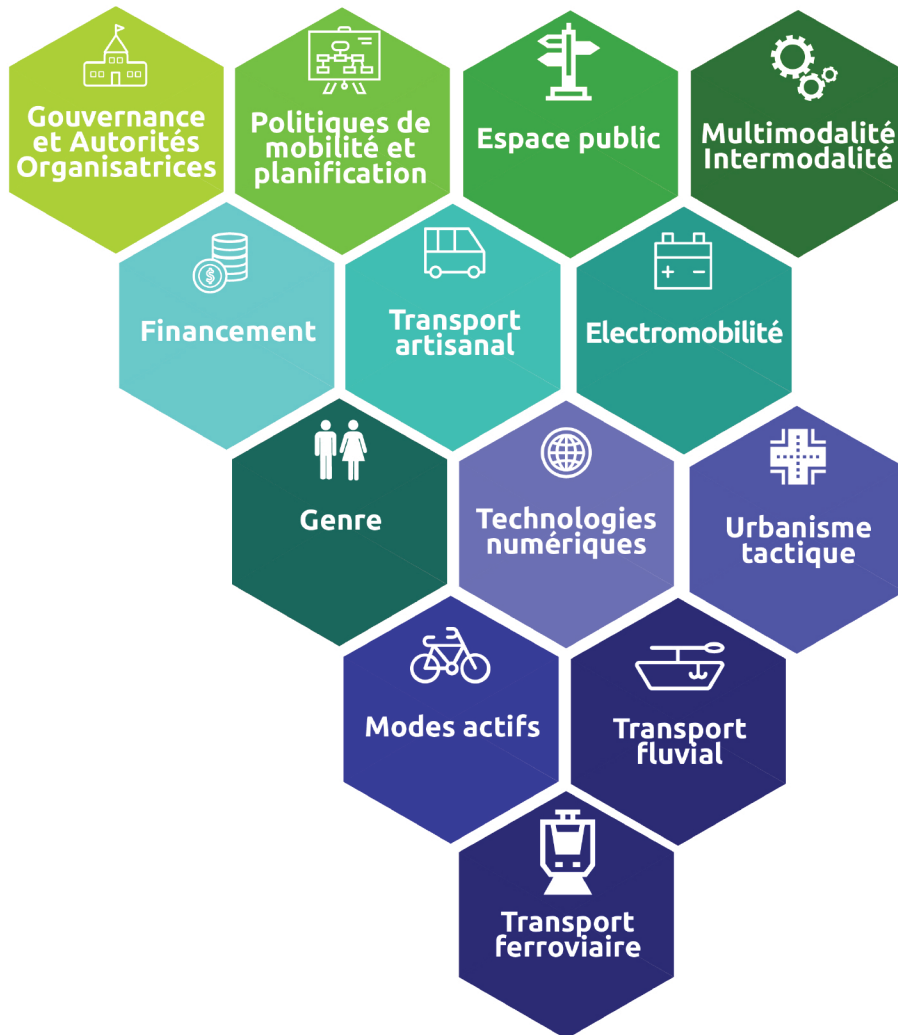 Gouvernance
et Autorités
Organisatrices
Politiques de
mobilité et
planification
Espace public
Multimodalité
Intermodalité
$
Financement
Transport
artisanal
+ -
Electromobilité
Genre
Technologies
numériques
Urbanisme
tactique
Modes actifs
Transport
fluvial
Transport
ferroviaire